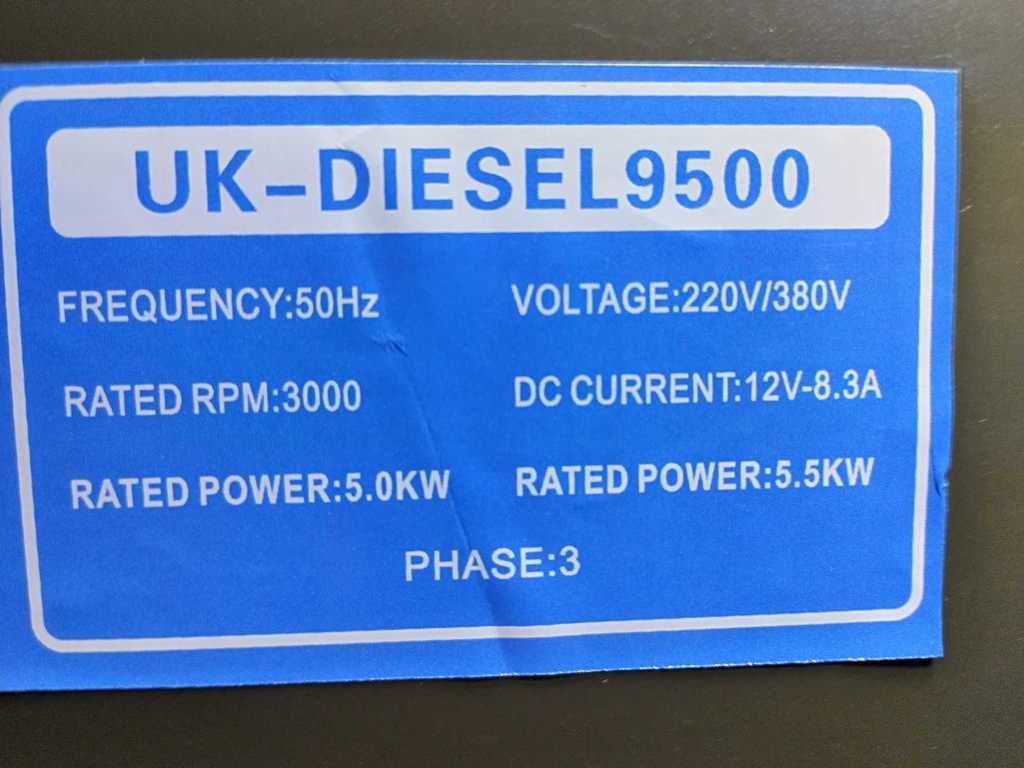 UK-DIESEL9500
FREQUENCY:50Hz VOLTAGE:220V/380V
RATED RPM:3000 DC CURRENT:12V-8.3A
RATED POWER:5.0KW RATED POWER:5.5KW
PHASE:3